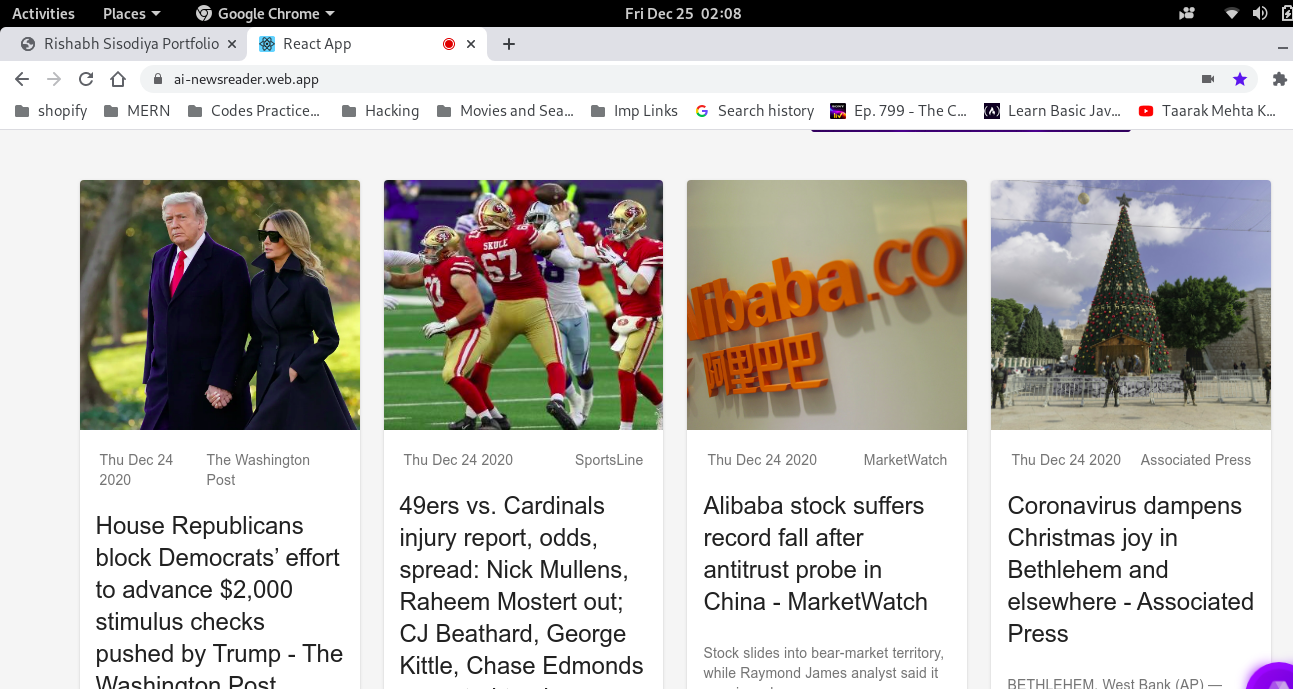 Activities Places Google Chrome Fri Dec 25 02:08
Rishabh Sisodiya Portfolio React App
ai-newsreader.web.app
shopify MERN Codes Practice... Hacking Movies and Sea... Imp Links Search history Ep. 799 - The C... Learn Basic Jav... Taarak Mehta K...
SKULE
67
libaba.co
阿里巴巴
Thu Dec 24
2020
The Washington
Post
House Republicans
block Democrats’ effort
to advance $2,000
stimulus checks
pushed by Trump - The
Washington Post
Thu Dec 24 2020 SportsLine
49ers vs. Cardinals
injury report, odds,
spread: Nick Mullens,
Raheem Mostert out;
CJ Beathard, George
Kittle, Chase Edmonds
Thu Dec 24 2020 MarketWatch
Alibaba stock suffers
record fall after
antitrust probe in
China - MarketWatch
Stock slides into bear-market territory,
while Raymond James analyst said it
Thu Dec 24 2020 Associated Press
Coronavirus dampens
Christmas joy in
Bethlehem and
elsewhere - Associated
Press
BETHLEHEM, West Bank (AP) —